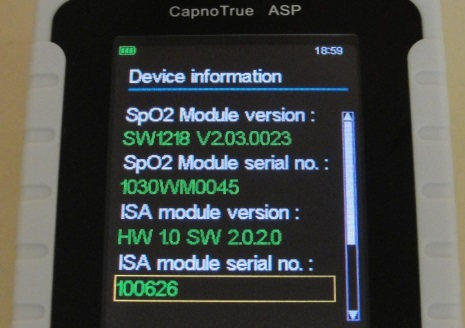 CapnoTrue ASP
18:59
Device information
SpO2 Module version :
SW1218 V2.03.0023
SpO2 Module serial no. :
1030WM0045
ISA module version :
HW 1.0 SW 2.0.2.0
ISA module serial no. :
100626